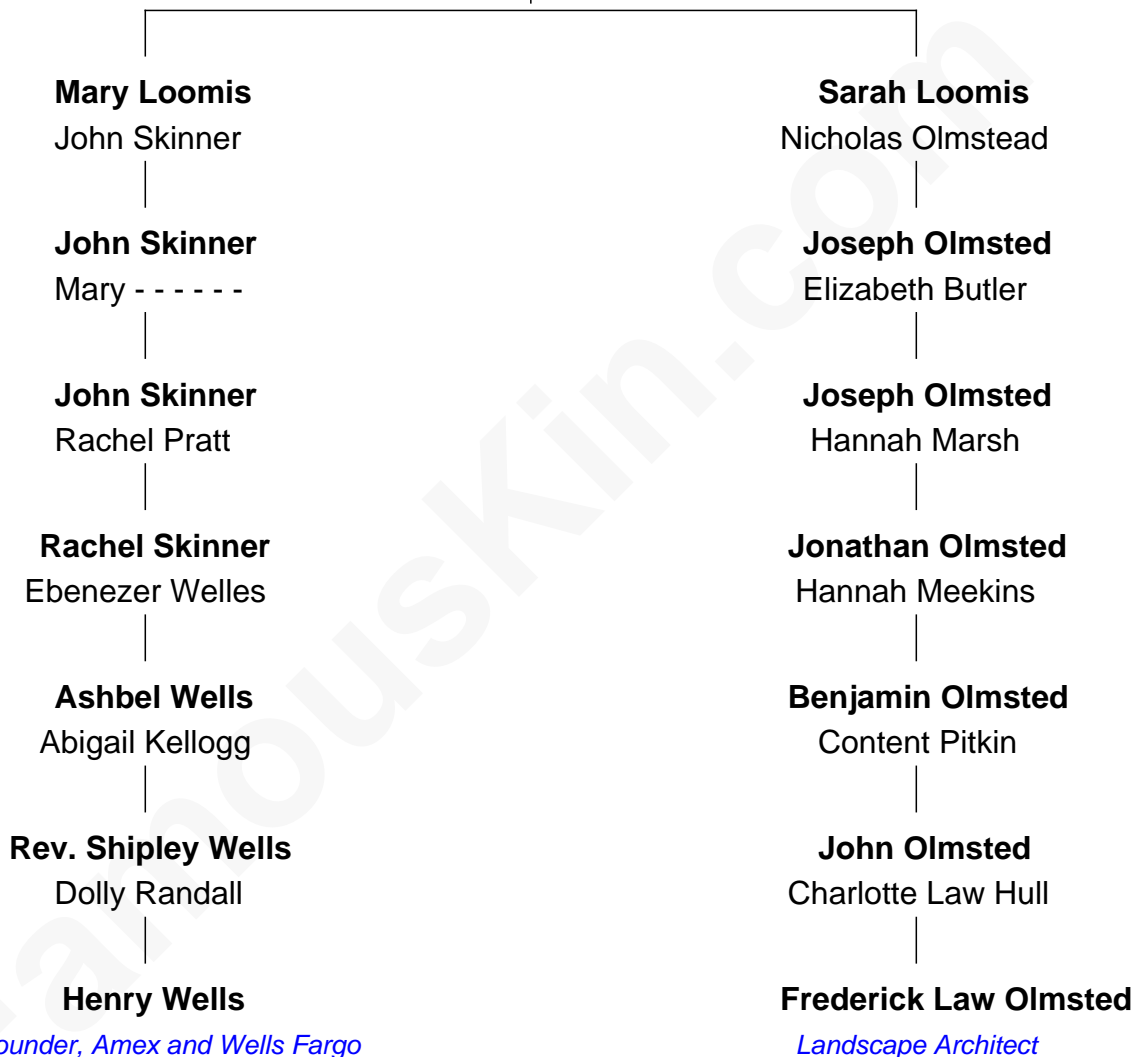 Mary Loomis
John Skinner
Sarah Loomis
Nicholas Olmstead
John Skinner
Mary - - - - - -
Joseph Olmsted
Elizabeth Butler
John Skinner
Rachel Pratt
Joseph Olmsted
Hannah Marsh
Rachel Skinner
Ebenezer Welles
Jonathan Olmsted
Hannah Meekins
Ashbel Wells
Abigail Kellogg
Benjamin Olmsted
Content Pitkin
Rev. Shipley Wells
Dolly Randall
John Olmsted
Charlotte Law Hull
Henry Wells
ounder, Amex and Wells Fargo
Frederick Law Olmsted
Landscape Architect
FamousKin.com